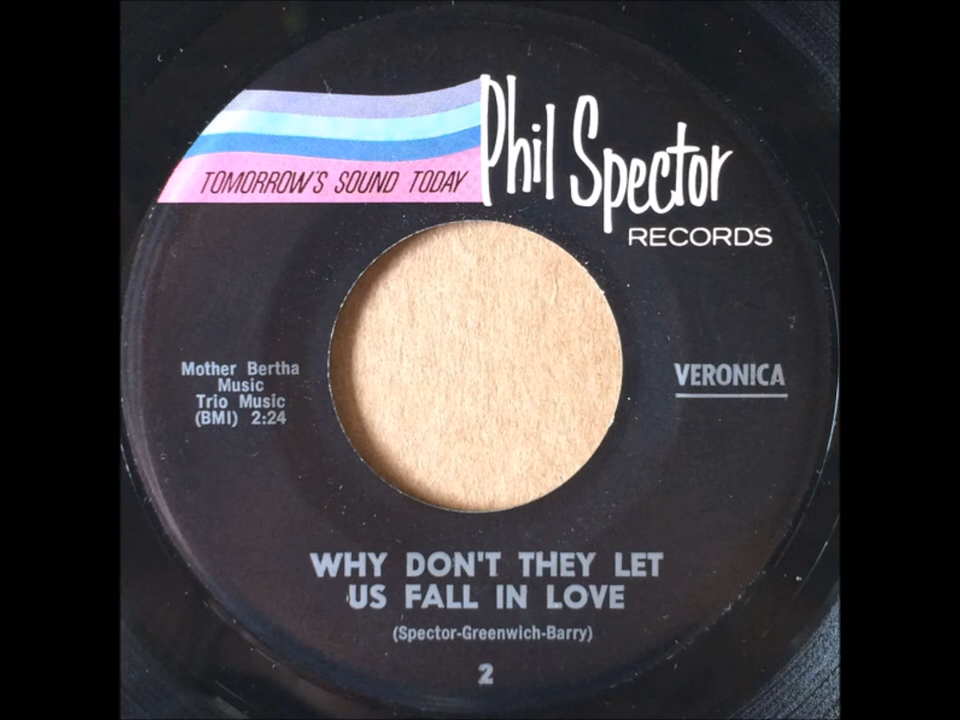 Phil Spector
TOMORROW'S SOUND TODAY
RECORDS
Mother Bertha
Music
Trio Music
(BMI) 2:24
VERONICA
WHY DON'T THEY LET
US FALL IN LOVE
(Spector-Greenwich-Barry)
2